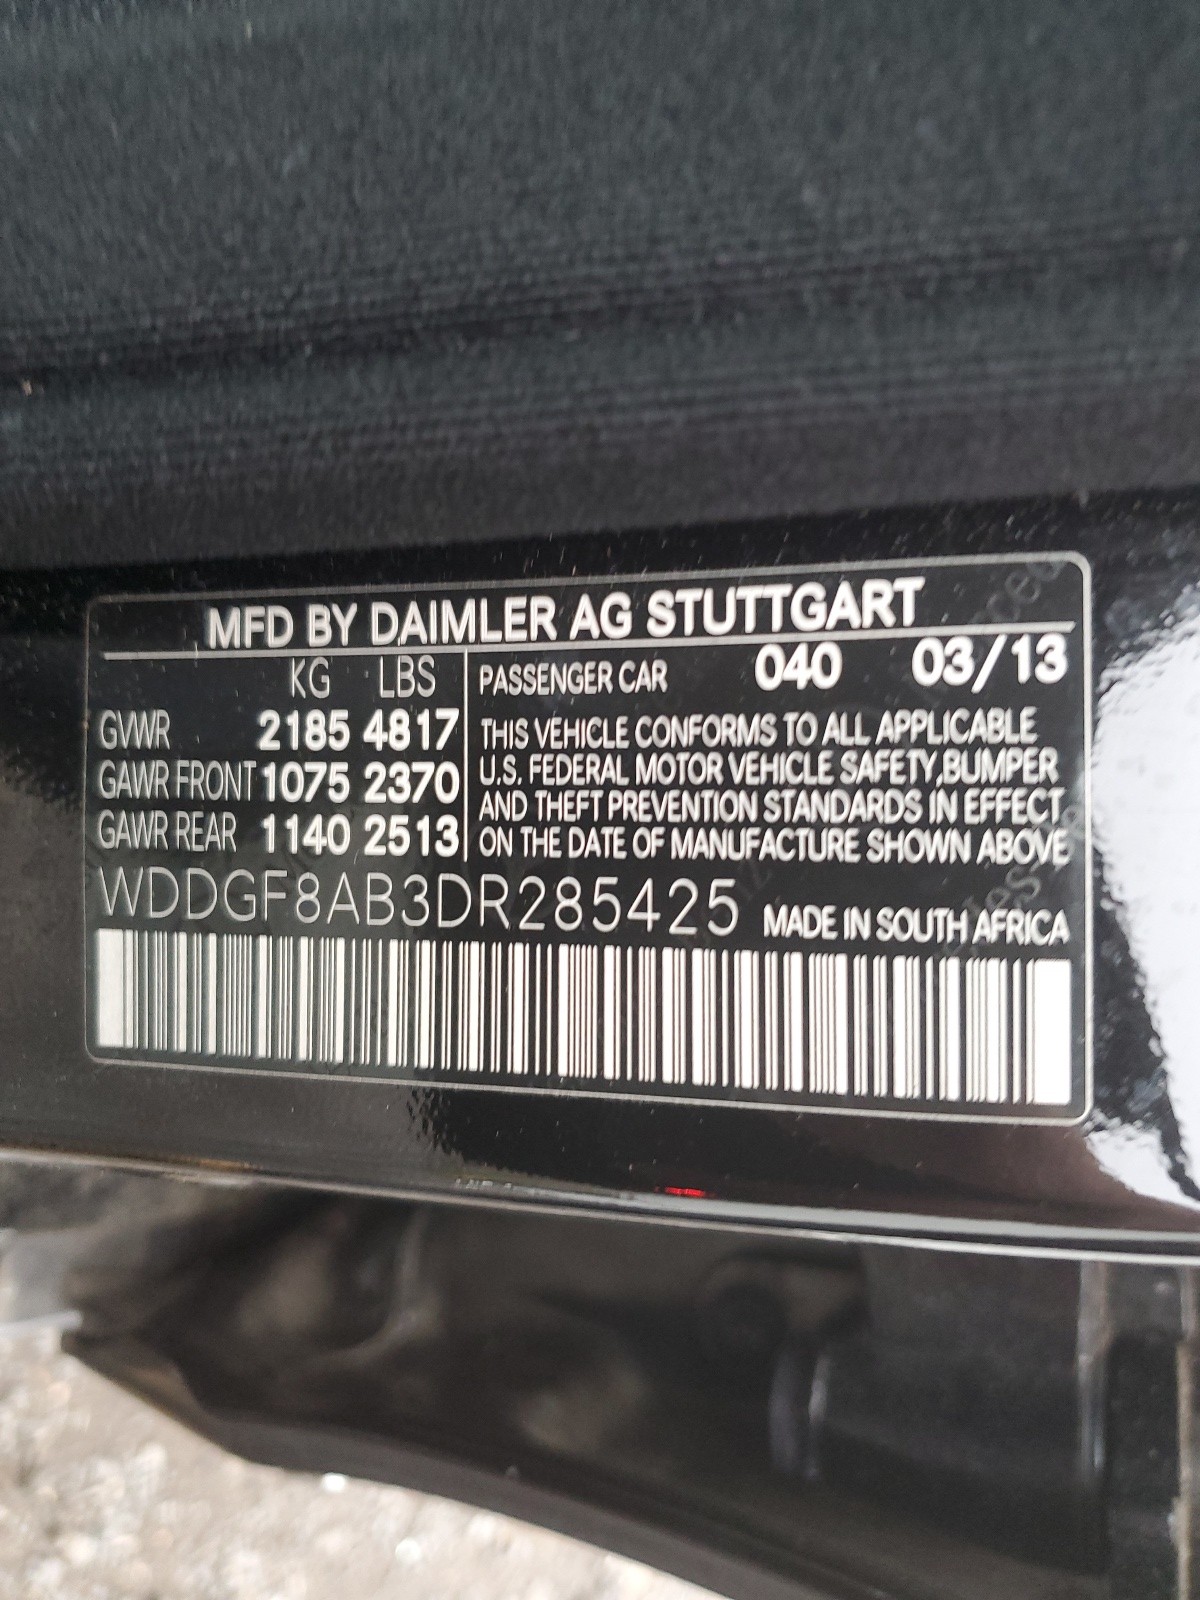 MFD BY DAIMLER AG STUTTGART
KG LBS
GVWR 2185 4817
GAWR FRONT 1075 2370
GAWR REAR 1140 2513
PASSENGER CAR 040 03/13
THIS VEHICLE CONFORMS TO ALL APPLICABLE
U.S. FEDERAL MOTOR VEHICLE SAFETY,BUMPER
AND THEFT PREVENTION STANDARDS IN EFFECT
ON THE DATE OF MANUFACTURE SHOWN ABOVE
WDDGF8AB3DR285425 MADE IN SOUTH AFRICA